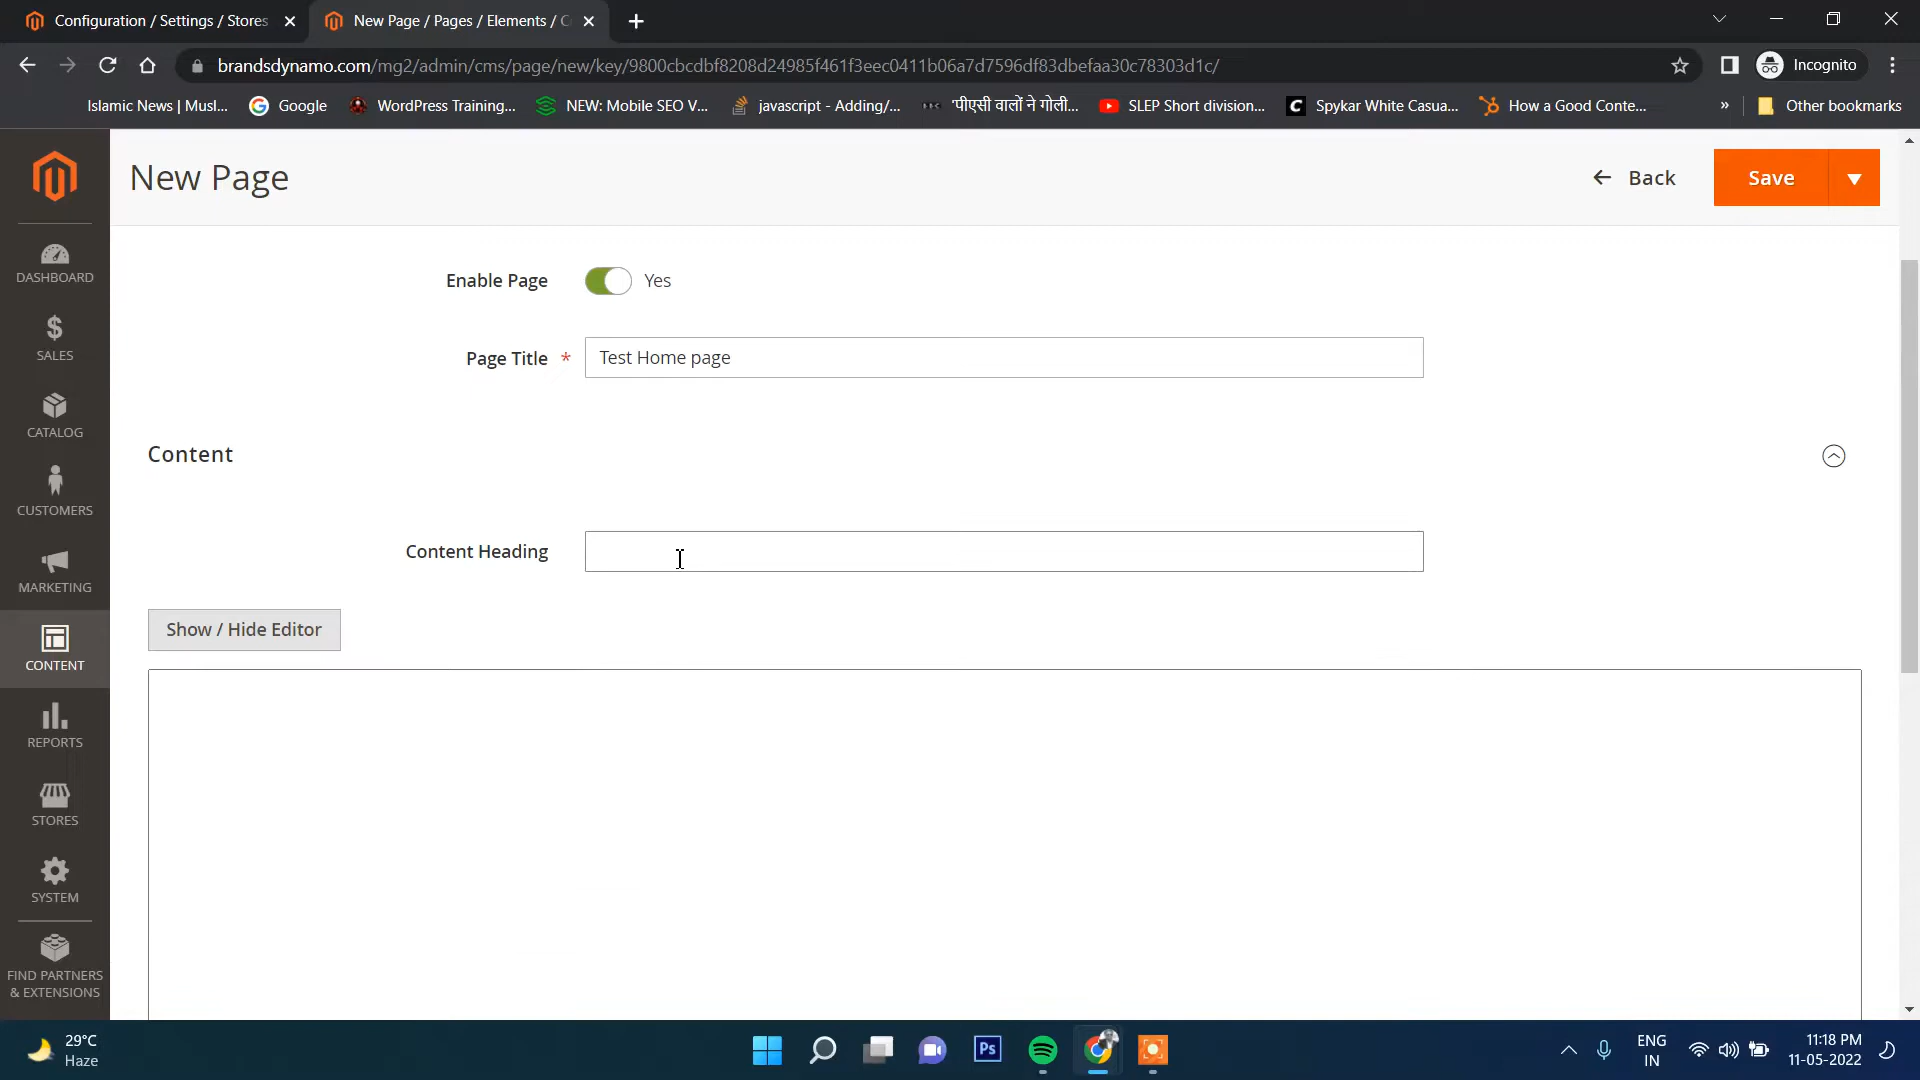 Configuration / Settings / Stores
New Page / Pages / Elements / C
brandsdynamo.com/mg2/admin/cms/page/new/key/9800cbcdbf8208d24985f461f3eec0411b06a7d7596df83dbefaa30c78303d1c/
Incognito
Islamic News | Musl...
Google
WordPress Training...
NEW: Mobile SEO V...
javascript - Adding/...
'पीएसी वालों ने गोली...
SLEP Short division...
Spykar White Casua...
How a Good Conte...
»
Other bookmarks
New Page
Back
Save
DASHBOARD
SALES
CATALOG
CUSTOMERS
MARKETING
CONTENT
REPORTS
STORES
SYSTEM
FIND PARTNERS
& EXTENSIONS
Enable Page
Yes
Page Title *
Test Home page
Content
Content Heading
Show / Hide Editor
29°C
Haze
Ps
ENG
IN
11:18 PM
11-05-2022